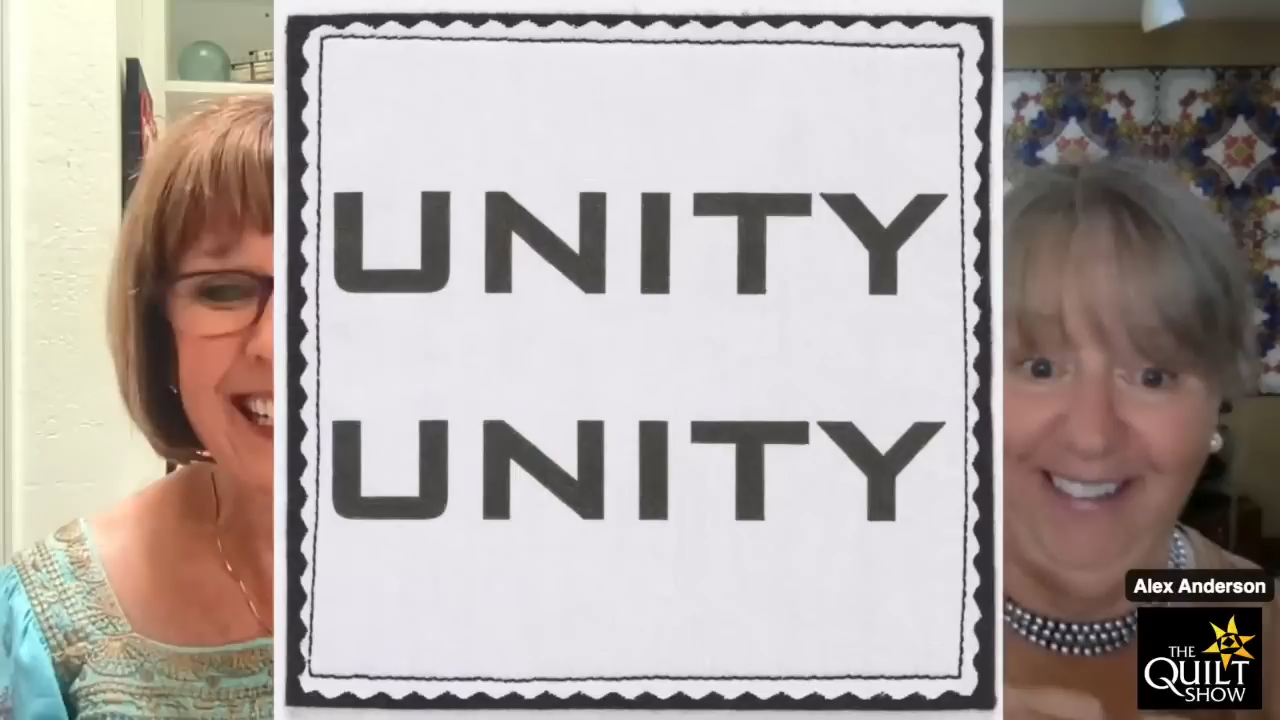 UNITY
UNITY
Alex Anderson
THE
QUILT
SHOW